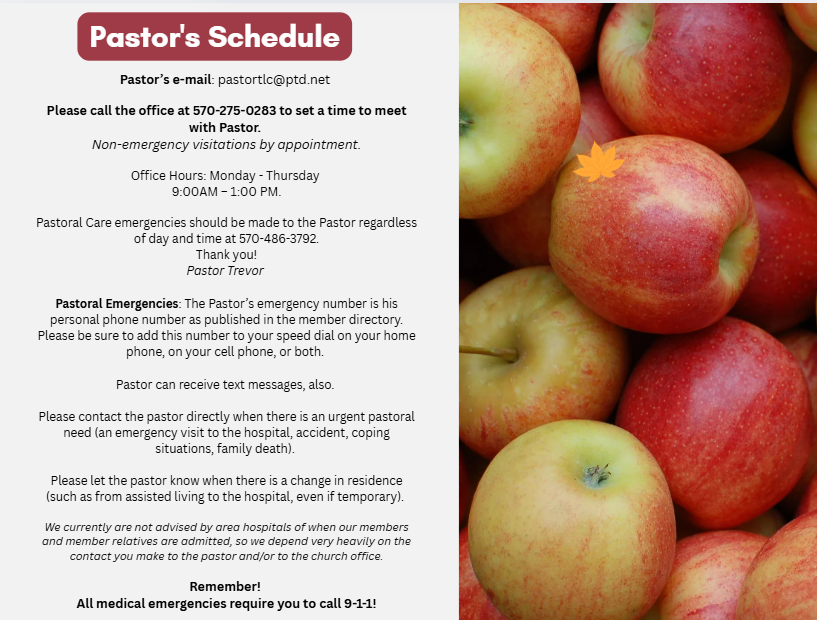 Pastor's Schedule
Pastor's e-mail: pastortlc@ptd.net
Please call the office at 570-275-0283 to set a time to meet
with Pastor.
Non-emergency visitations by appointment.
Office Hours: Monday - Thursday
9:00AM – 1:00 PM.
Pastoral Care emergencies should be made to the Pastor regardless
of day and time at 570-486-3792.
Thank you!
Pastor Trevor
Pastoral Emergencies: The Pastor's emergency number is his
personal phone number as published in the member directory.
Please be sure to add this number to your speed dial on your home
phone, on your cell phone, or both.
Pastor can receive text messages, also.
Please contact the pastor directly when there is an urgent pastoral
need (an emergency visit to the hospital, accident, coping
situations, family death).
Please let the pastor know when there is a change in residence
(such as from assisted living to the hospital, even if temporary).
We currently are not advised by area hospitals of when our members
and member relatives are admitted, so we depend very heavily on the
contact you make to the pastor and/or to the church office.
Remember!
All medical emergencies require you to call 9-1-1!